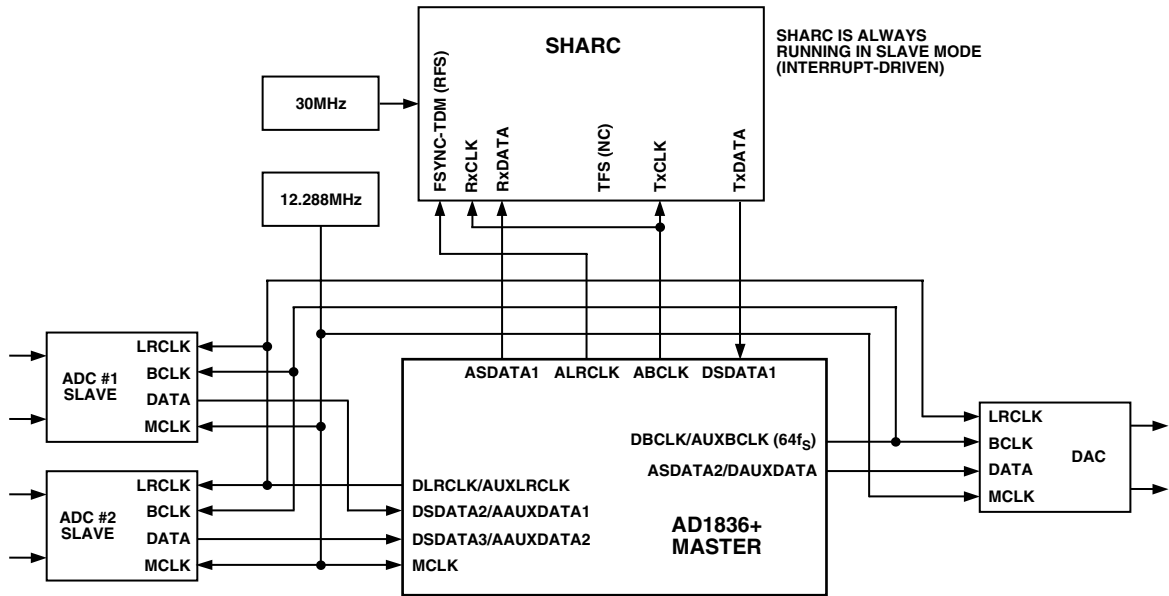 SHARC
SHARC IS ALWAYS
RUNNING IN SLAVE MODE
(INTERRUPT-DRIVEN)
30MHz
FSYNC-TDM (RFS)
RxCLK
RxDATA
TFS (NC)
TxCLK
TxDATA
12.288MHz
ADC #1
SLAVE
LRCLK
BCLK
DATA
MCLK
ADC #2
SLAVE
LRCLK
BCLK
DATA
MCLK
ASDATA1
ALRCLK
ABCLK
DSDATA1
DBCLK/AUXBCLK (64fS)
ASDATA2/DAUXDATA
DLRCLK/AUXLRCLK
DSDATA2/AAUXDATA1
DSDATA3/AAUXDATA2
MCLK
AD1836+
MASTER
LRCLK
BCLK
DATA
MCLK
DAC